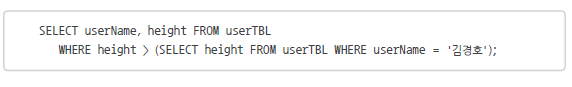 SELECT userName, height FROM userTBL
WHERE height > (SELECT height FROM userTBL WHERE userName = '김경호');